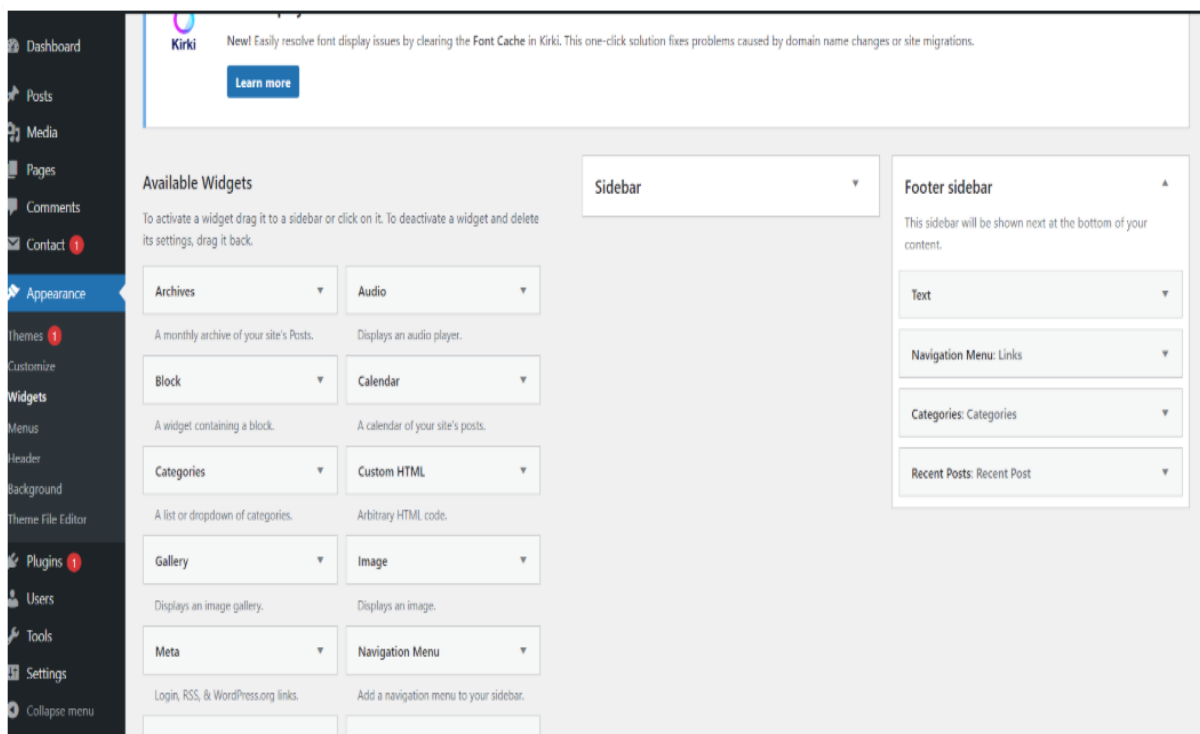 Kirki
New! Easily resolve font display issues by clearing the Font Cache in Kirki. This one-click solution fixes problems caused by domain name changes or site migrations.
Learn more
Dashboard
Posts
Media
Pages
Comments
Contact 1
Appearance
Themes 1
Customize
Widgets
Menus
Header
Background
Theme File Editor
Plugins 1
Users
Tools
Settings
Collapse menu
Available Widgets
To activate a widget drag it to a sidebar or click on it. To deactivate a widget and delete
its settings, drag it back.
Archives
A monthly archive of your site's Posts.
Audio
Displays an audio player.
Block
A widget containing a block.
Calendar
A calendar of your site's posts.
Categories
A list or dropdown of categories.
Custom HTML
Arbitrary HTML code.
Gallery
Displays an image gallery.
Image
Displays an image.
Meta
Login, RSS, & WordPress.org links.
Navigation Menu
Add a navigation menu to your sidebar.
Sidebar
Footer sidebar
This sidebar will be shown next at the bottom of your
content.
Text
Navigation Menu: Links
Categories: Categories
Recent Posts: Recent Post